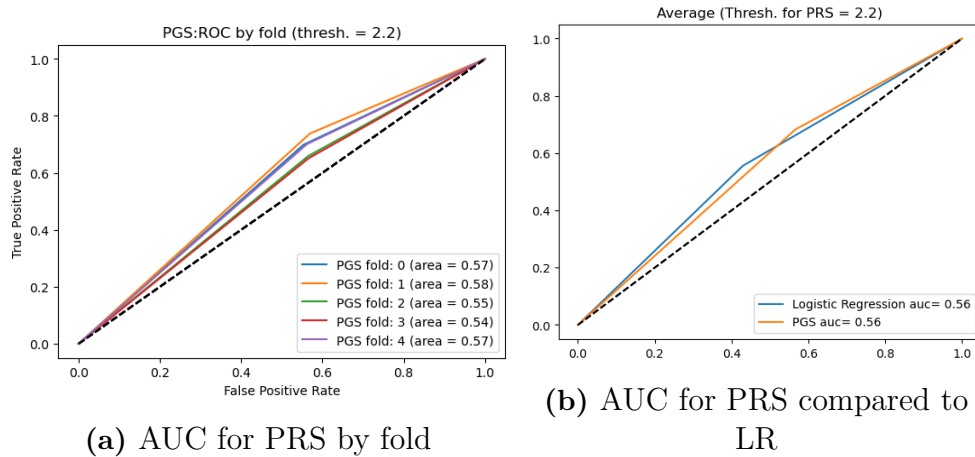 PGS:ROC by fold (thresh. = 2.2)
True Positive Rate
1.0
0.8
0.6
0.4
0.2
0.0
PGS fold: 0 (area = 0.57)
PGS fold: 1 (area = 0.58)
PGS fold: 2 (area = 0.55)
PGS fold: 3 (area = 0.54)
PGS fold: 4 (area = 0.57)
0.0 0.2 0.4 0.6 0.8 1.0
False Positive Rate
(a) AUC for PRS by fold
Average (Thresh. for PRS = 2.2)
1.0
0.8
0.6
0.4
0.2
0.0
Logistic Regression auc= 0.56
PGS auc= 0.56
0.0 0.2 0.4 0.6 0.8 1.0
(b) AUC for PRS compared to
LR